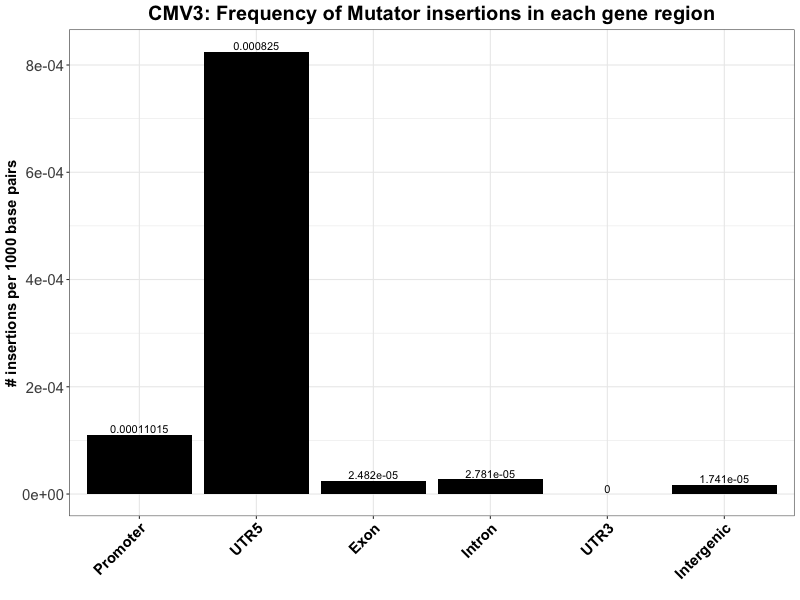 CMV3: Frequency of Mutator insertions in each gene region
# insertions per 1000 base pairs
8e-04
6e-04
4e-04
2e-04
0e+00
0.00011015
0.000825
2.482e-05
2.781e-05
0
1.741e-05
Promoter
UTR5
Exon
Intron
UTR3
Intergenic